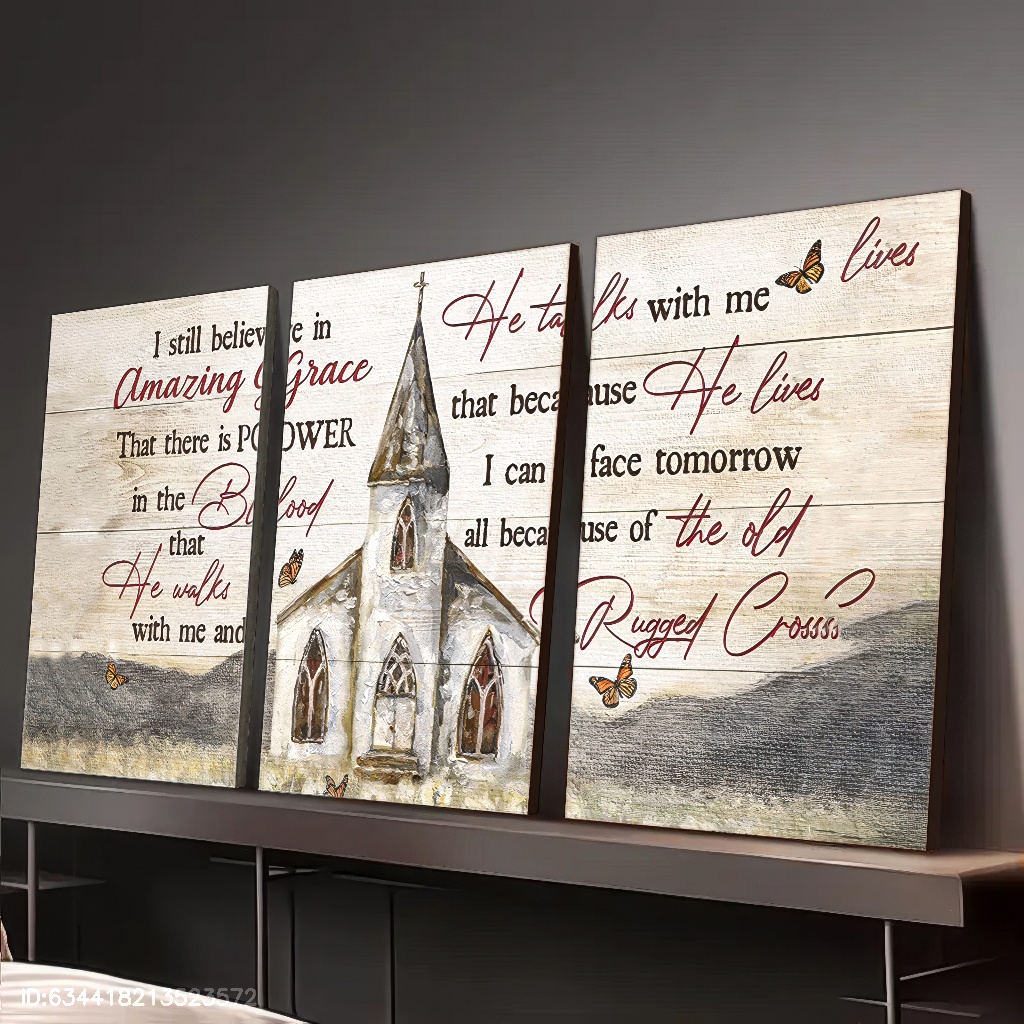 I still believe in
Amazing Grace
That there is POWER
in the Blood
that
He walks
with me and
He talks with me lives
that because He lives
I can face tomorrow
all because of the old
Rugged Crosss
ID:634418213523572